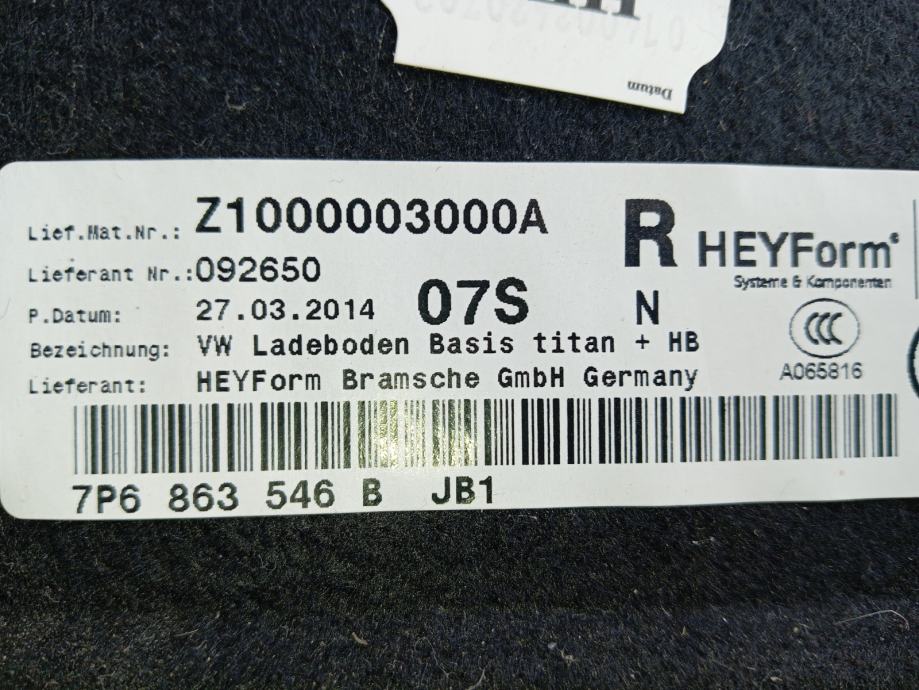 Datum
Lief.Mat.Nr.: Z1000003000A
R HEYForm
Systeme & Komponenten
Lieferant Nr.: 092650
P.Datum: 27.03.2014 07S N
CCC
Bezeichnung: VW Ladeboden Basis titan + HB
A065816
Lieferant: HEYForm Bramsche GmbH Germany
7P6 863 546 B JB1